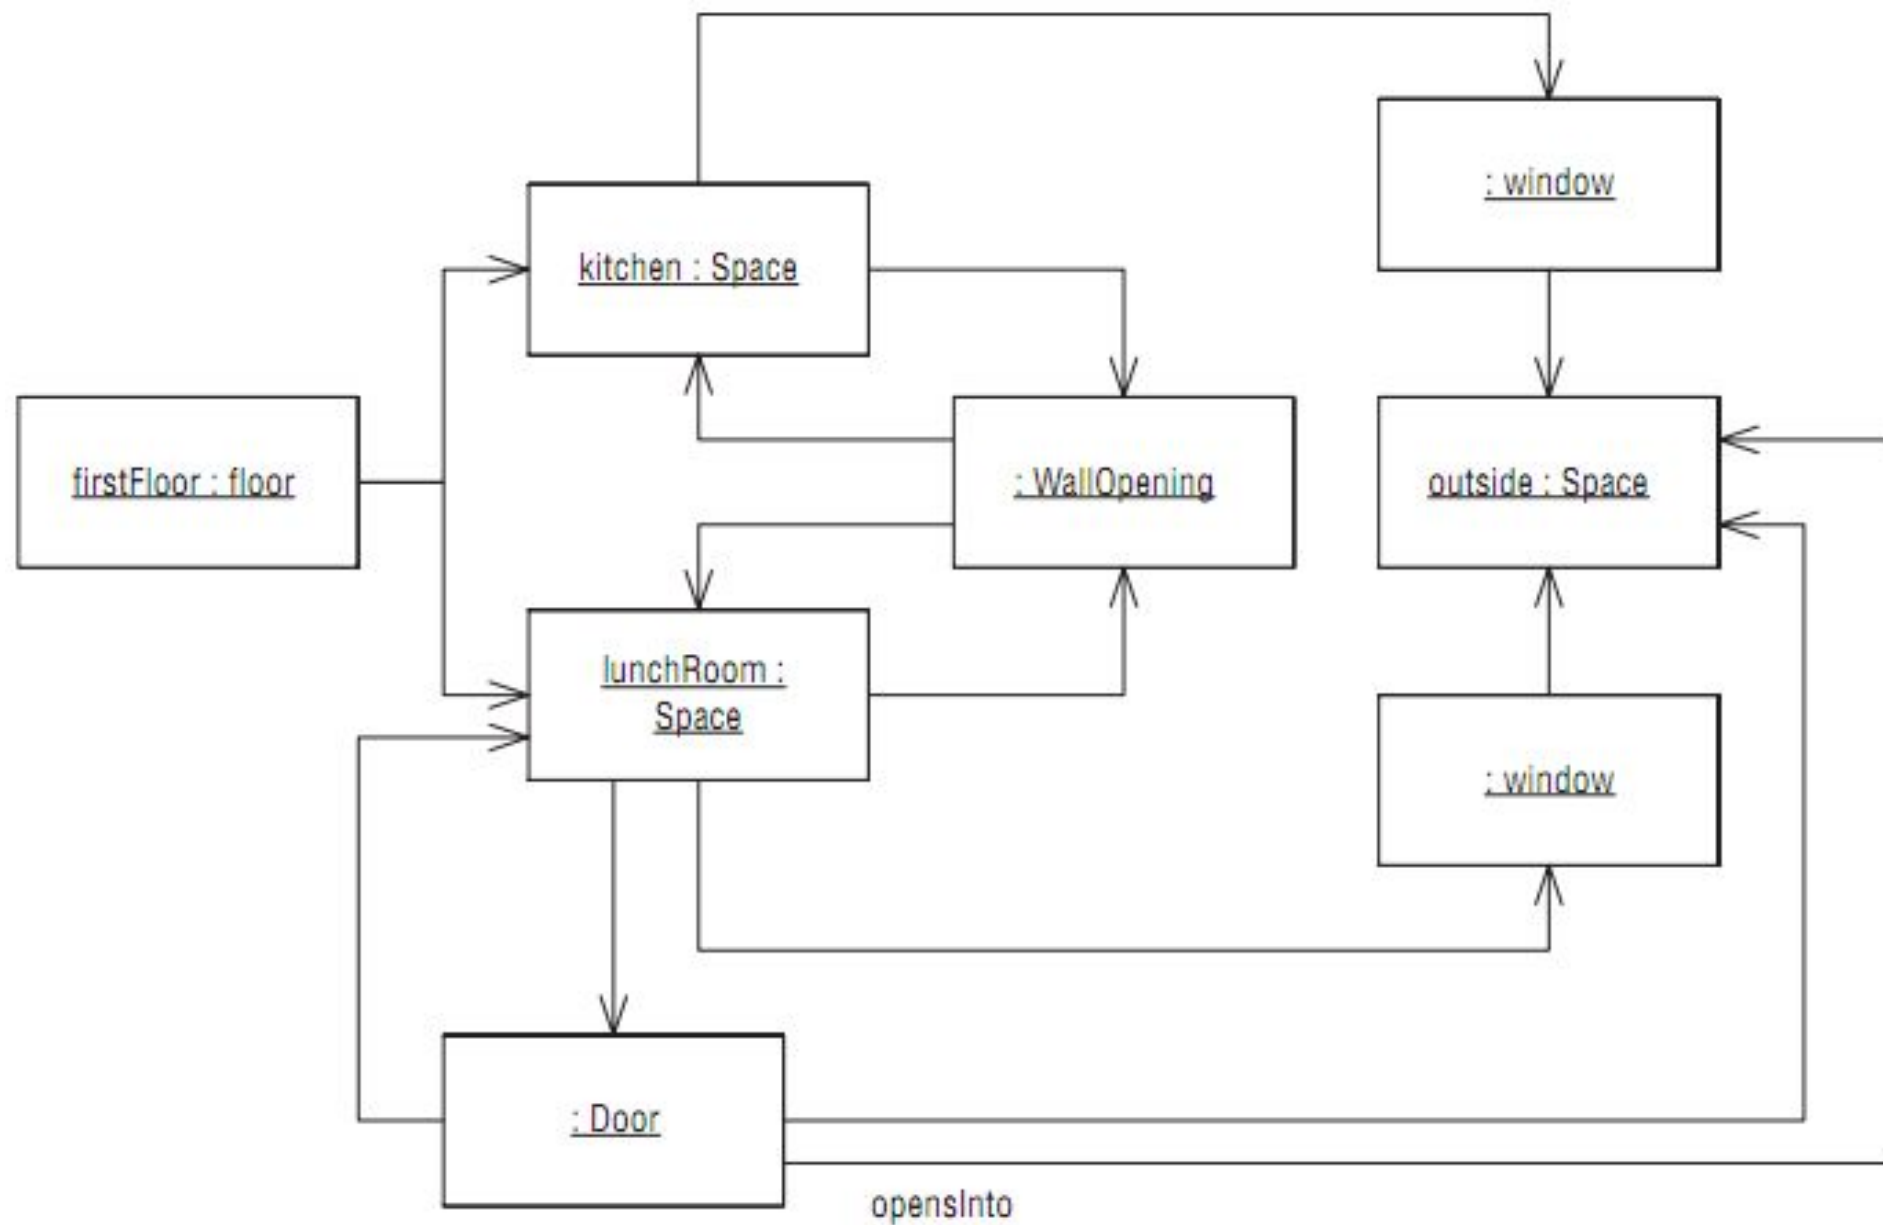 : window
kitchen : Space
firstFloor : floor
: WallOpening
outside : Space
lunchRoom :
Space
: window
: Door
opensInto